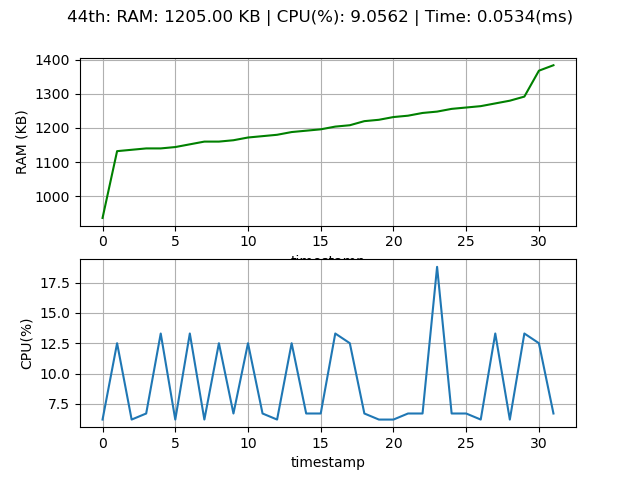 44th: RAM: 1205.00 KB | CPU(%): 9.0562 | Time: 0.0534(ms)
1400
1300
1200
1100
1000
RAM (KB)
0 5 10 15 20 25 30
timestamp
17.5
15.0
12.5
10.0
7.5
CPU(%)
0 5 10 15 20 25 30
timestamp